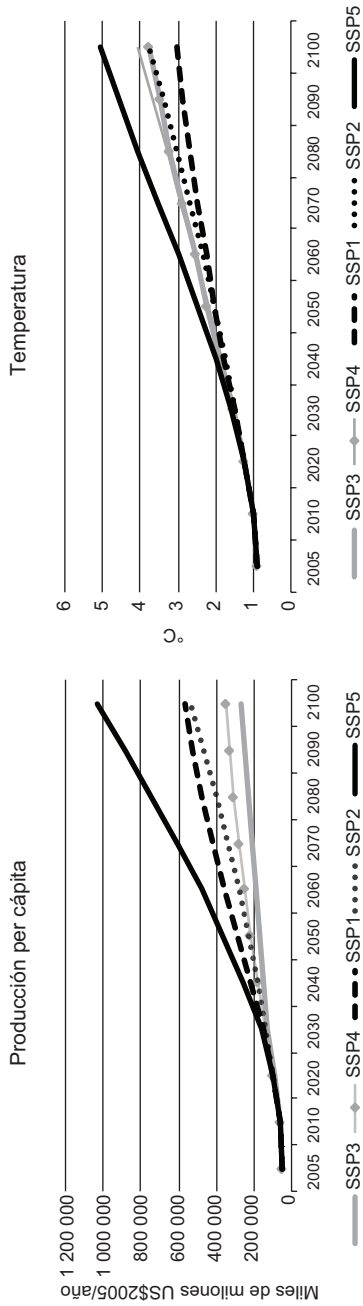 Producción per cápita
Miles de milones US$2005/año
1 200 000
1 000 000
800 000
600 000
400 000
200 000
0
2005 2010 2020 2030 2040 2050 2060 2070 2080 2090 2100
SSP3 SSP4 SSP1 SSP2 SSP5
Temperatura
°C
6
5
4
3
2
1
0
2005 2010 2020 2030 2040 2050 2060 2070 2080 2090 2100
SSP3 SSP4 SSP1 SSP2 SSP5